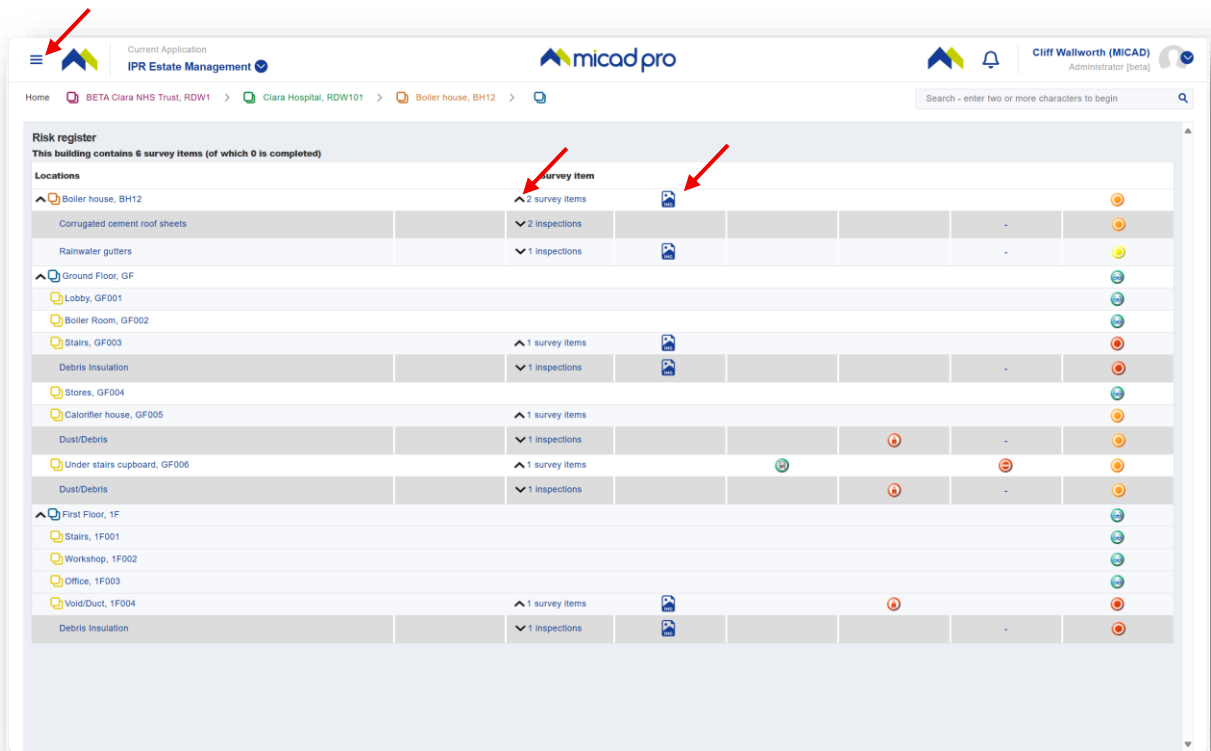 Current Application
IPR Estate Management
micad pro
Cliff Wallworth (MICAD)
Administrator [beta]
Home BETA Clara NHS Trust, RDW1 > Clara Hospital, RDW101 > Boiler house, BH12 >
Search - enter two or more characters to begin
Risk register
This building contains 6 survey items (of which 0 is completed)
Locations Survey item
Boiler house, BH12 2 survey items IMG
Corrugated cement roof sheets 2 inspections -
Rainwater gutters 1 inspections IMG -
Ground Floor, GF
Lobby, GF001
Boiler Room, GF002
Stairs, GF003 1 survey items IMG
Debris Insulation 1 inspections IMG -
Stores, GF004
Calorifier house, GF005 1 survey items
Dust/Debris 1 inspections -
Under stairs cupboard, GF006 1 survey items
Dust/Debris 1 inspections -
First Floor, 1F
Stairs, 1F001
Workshop, 1F002
Office, 1F003
Void/Duct, 1F004 1 survey items IMG
Debris Insulation 1 inspections IMG -